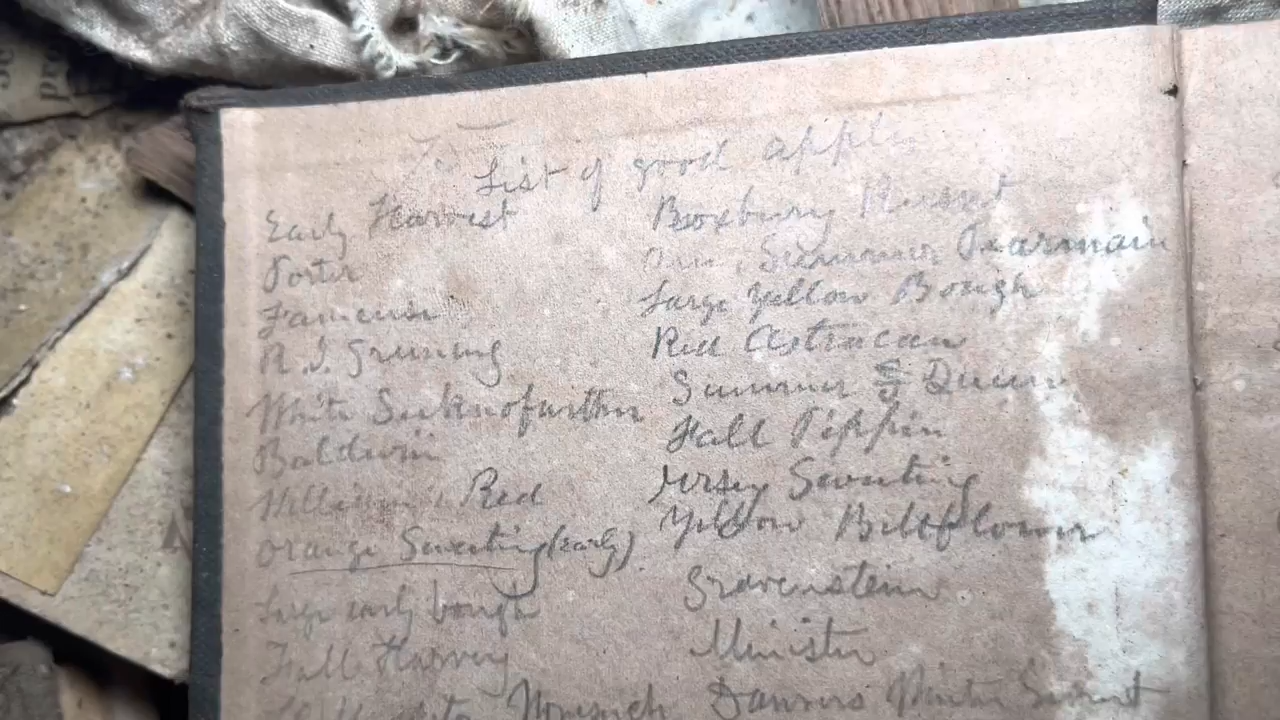 List of good apple
Early Harvest
Porter
Fameuse
R. I. Greening
White Seeknofurther
Baldwin
Williams Red
Orange Sweeting (early)
Large early bough
Fall Harvey
Roxbury Russet
Summer Pearmain
Large Yellow Bough
Red Astracan
Summer Queen
Fall Pippin
Jersey Sweeting
Yellow Bellflower
Gravenstein
Minister
Danvers Winter Sweet